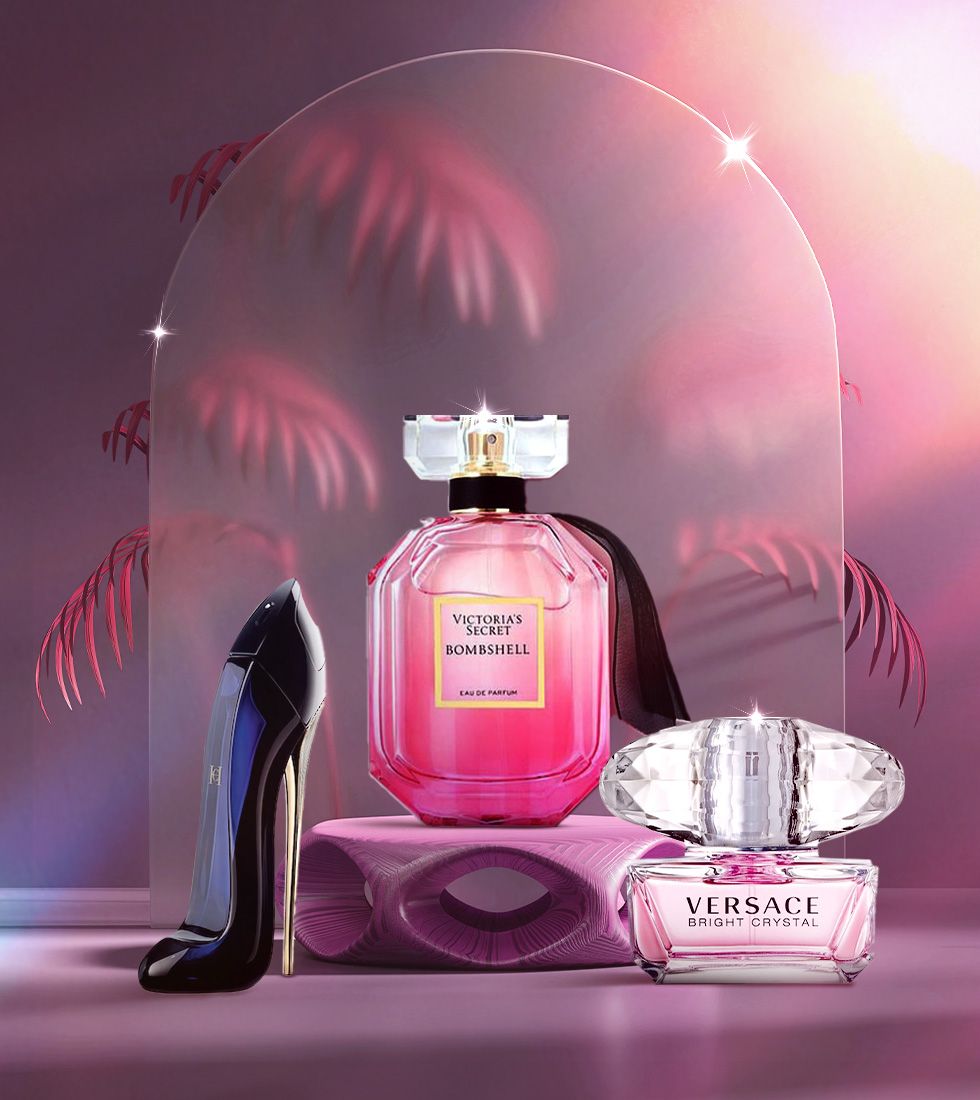 VICTORIA'S
SECRET
BOMBSHELL
EAU DE PARFUM
VERSACE
BRIGHT CRYSTAL